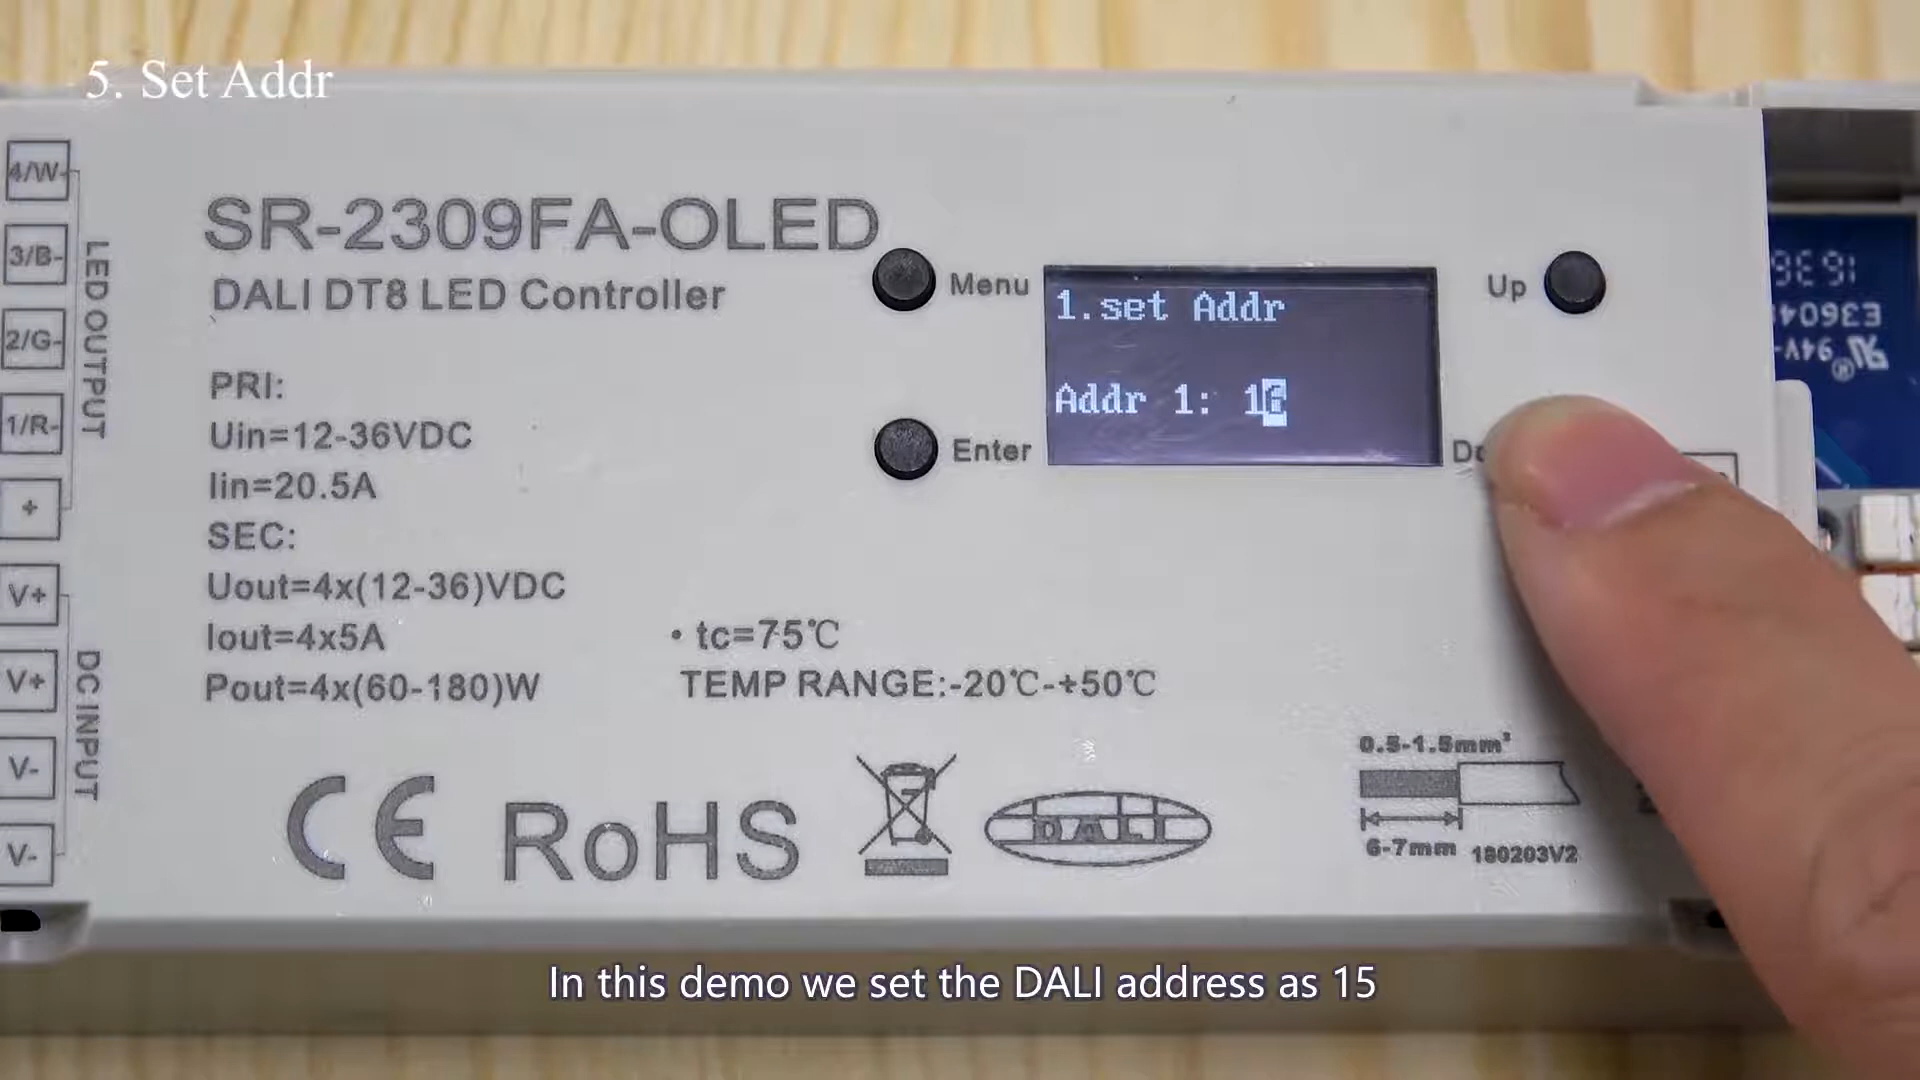 5. Set Addr
SR-2309FA-OLED
DALI DT8 LED Controller
PRI:
Uin=12-36VDC
Iin=20.5A
SEC:
Uout=4x(12-36)VDC
Iout=4x5A
Pout=4x(60-180)W
• tc=75℃
TEMP RANGE:-20℃-+50℃
4/W-
3/B-
2/G-
1/R-
+
LED OUTPUT
V+
V+
V-
V-
DC INPUT
Menu
Enter
Up
1.set Addr
Addr 1:
CE
RoHS
DALI
0.5-1.5mm²
6-7mm
180203V2
E3604
94V-
In this demo we set the DALI address as 15